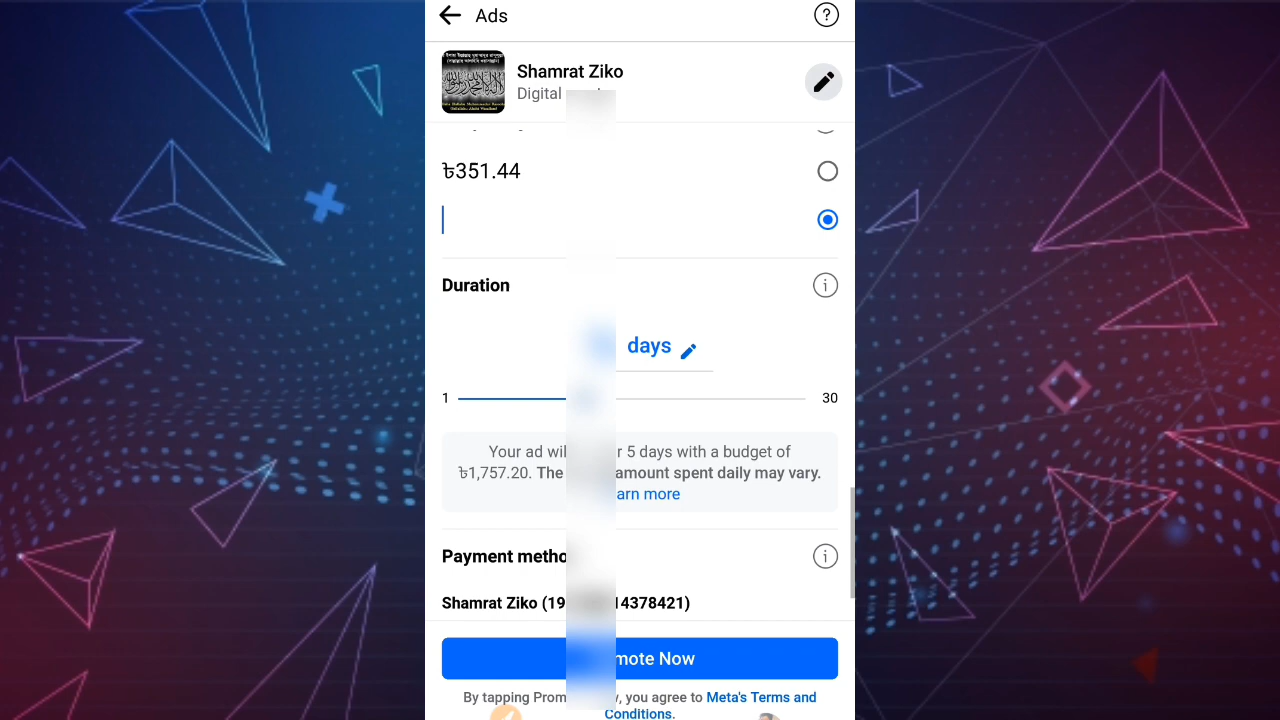 Ads
Shamrat Ziko
Digital
৳351.44
Duration
days
1
30
Your ad wil r 5 days with a budget of
৳1,757.20. The amount spent daily may vary.
arn more
Payment metho
Shamrat Ziko (19 14378421)
mote Now
By tapping Prom , you agree to Meta's Terms and
Conditions.